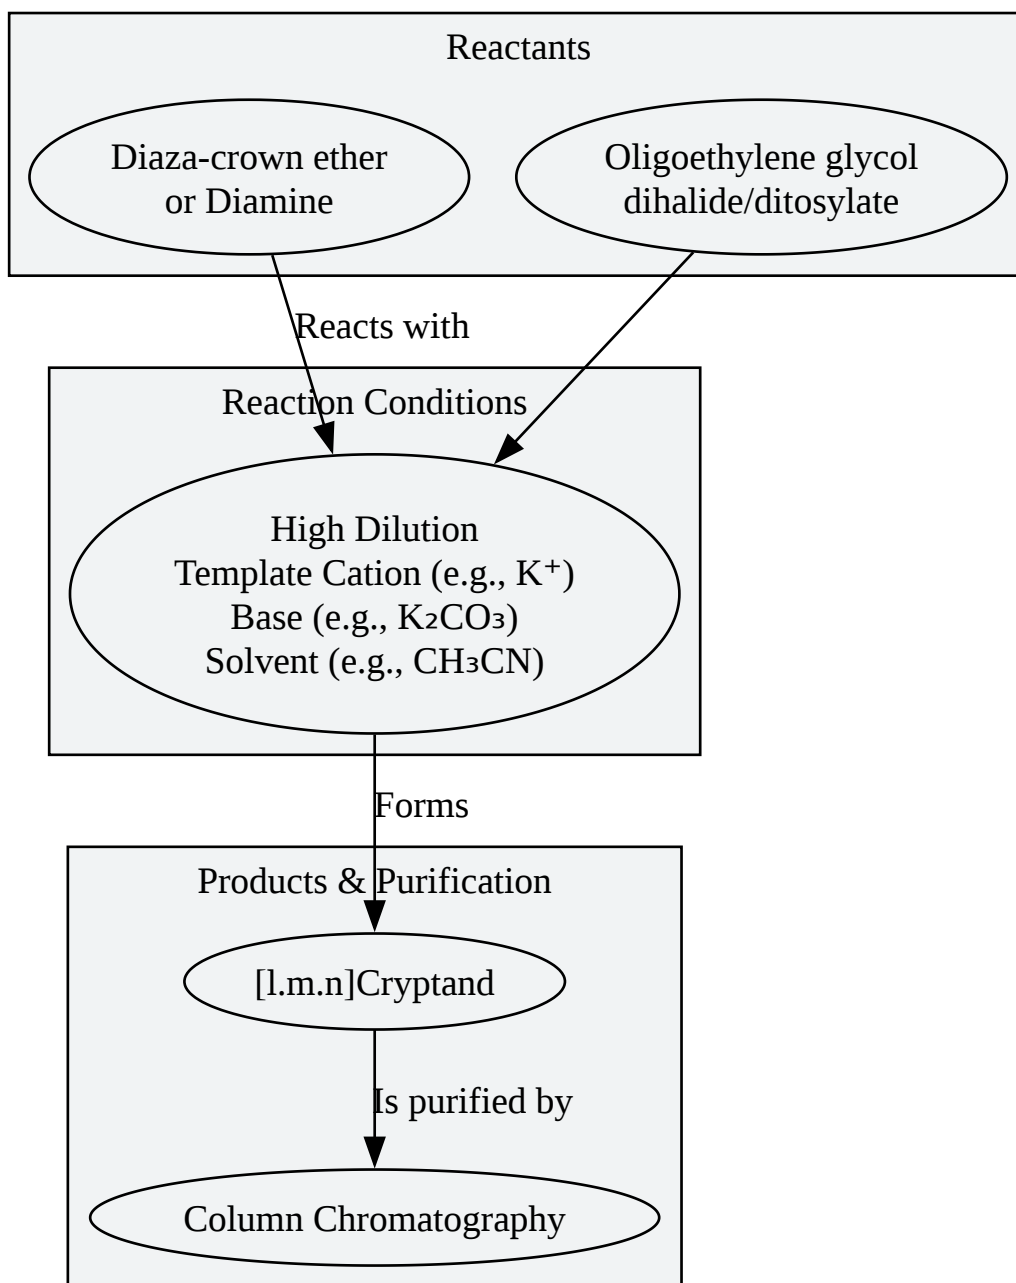 Reactants
Diaza-crown ether
or Diamine
Oligoethylene glycol
dihalide/ditosylate
Reacts with
Reaction Conditions
High Dilution
Template Cation (e.g., K⁺)
Base (e.g., K₂CO₃)
Solvent (e.g., CH₃CN)
Forms
Products & Purification
[l.m.n]Cryptand
Is purified by
Column Chromatography